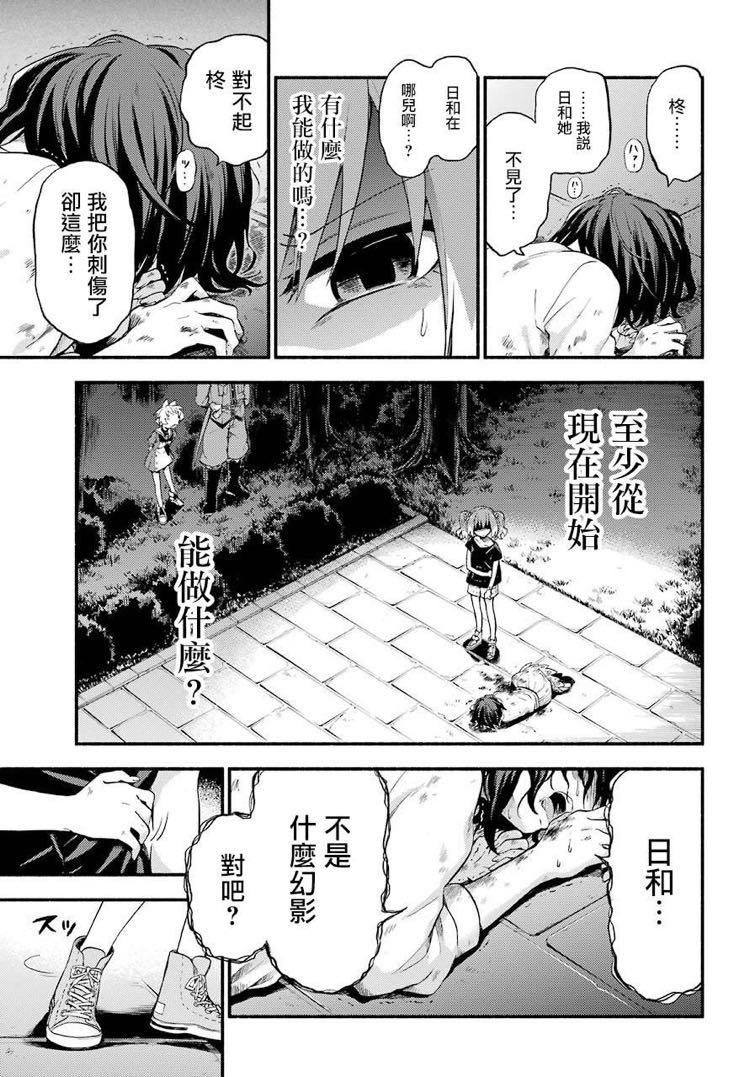 柊……
……我説
日和她
不見了…
ハァ…
ハ…
日和在
哪兒啊
…？
有什麼
我能做的嗎…？
對不起
柊
ッ…
我把你刺傷了
卻這麼…
至少從
現在開始
能做什麼？
日和…
不是
什麼幻影
對吧？
スッ